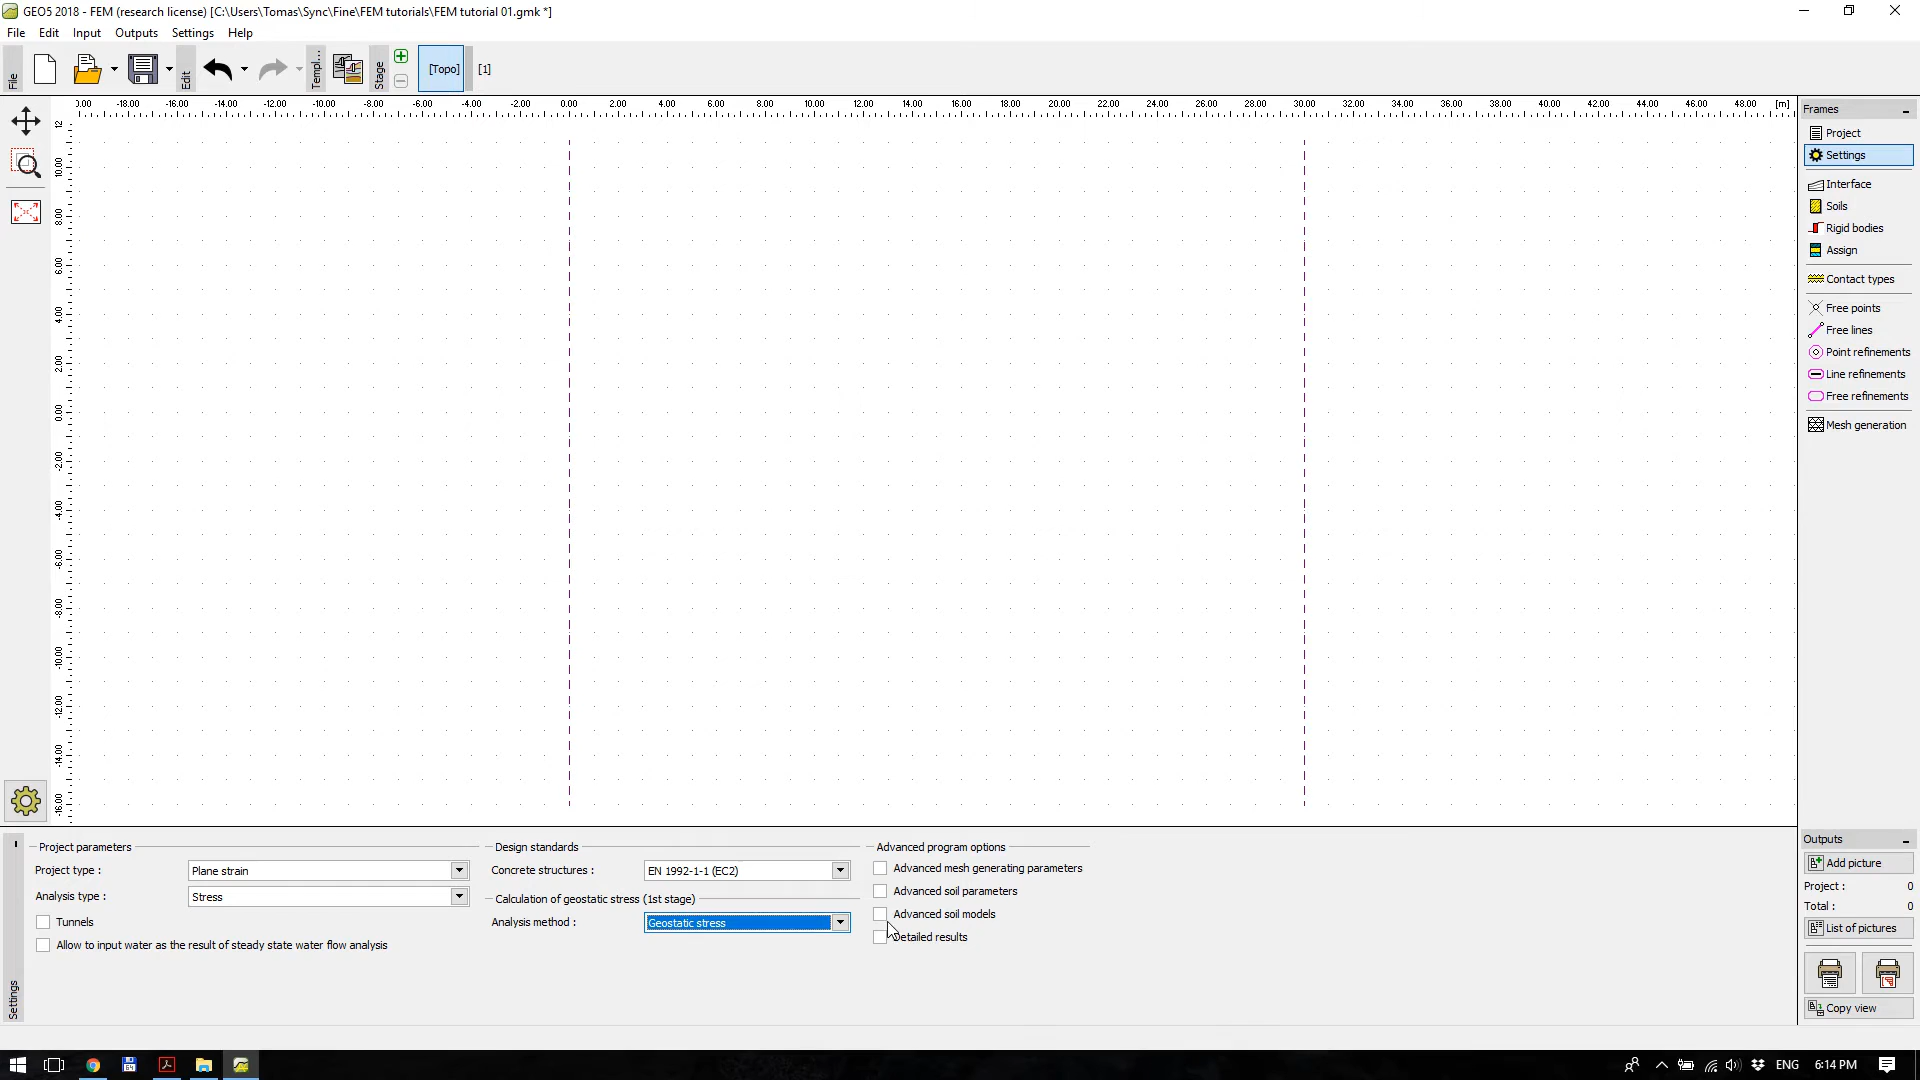 GEO5 2018 - FEM (research license) [C:\Users\Tomas\Sync\Fine\FEM tutorials\FEM tutorial 01.gmk *]
File Edit Input Outputs Settings Help
File Edit Templ... Stage [Topo] [1]
0.00 -18.00 -16.00 -14.00 -12.00 -10.00 -8.00 -6.00 -4.00 -2.00 0.00 2.00 4.00 6.00 8.00 10.00 12.00 14.00 16.00 18.00 20.00 22.00 24.00 26.00 28.00 30.00 32.00 34.00 36.00 38.00 40.00 42.00 44.00 46.00 48.00 [m]
12
10.00
8.00
6.00
4.00
2.00
0.00
-2.00
-4.00
-6.00
-8.00
-10.00
-12.00
-14.00
-16.00
Frames
Project
Settings
Interface
Soils
Rigid bodies
Assign
Contact types
Free points
Free lines
Point refinements
Line refinements
Free refinements
Mesh generation
Settings
Project parameters
Project type : Plane strain
Analysis type : Stress
Tunnels
Allow to input water as the result of steady state water flow analysis
Design standards
Concrete structures : EN 1992-1-1 (EC2)
Calculation of geostatic stress (1st stage)
Analysis method : Geostatic stress
Advanced program options
Advanced mesh generating parameters
Advanced soil parameters
Advanced soil models
Detailed results
Outputs
Add picture
Project : 0
Total : 0
List of pictures
Copy view
64
ENG 6:14 PM